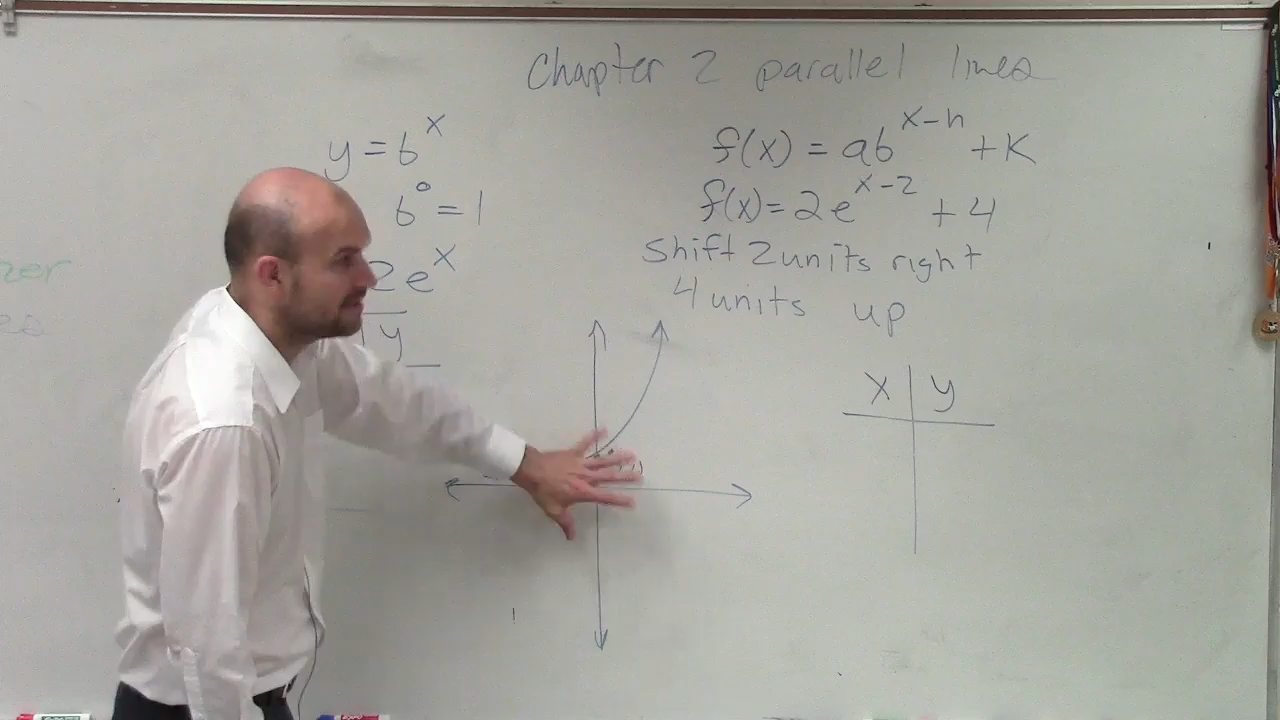 Chapter 2 parallel lines
y = b^x
b^0 = 1
2e^x
y
f(x) = ab^{x-h} + K
f(x) = 2e^{x-2} + 4
Shift 2 units right
4 units up
x | y